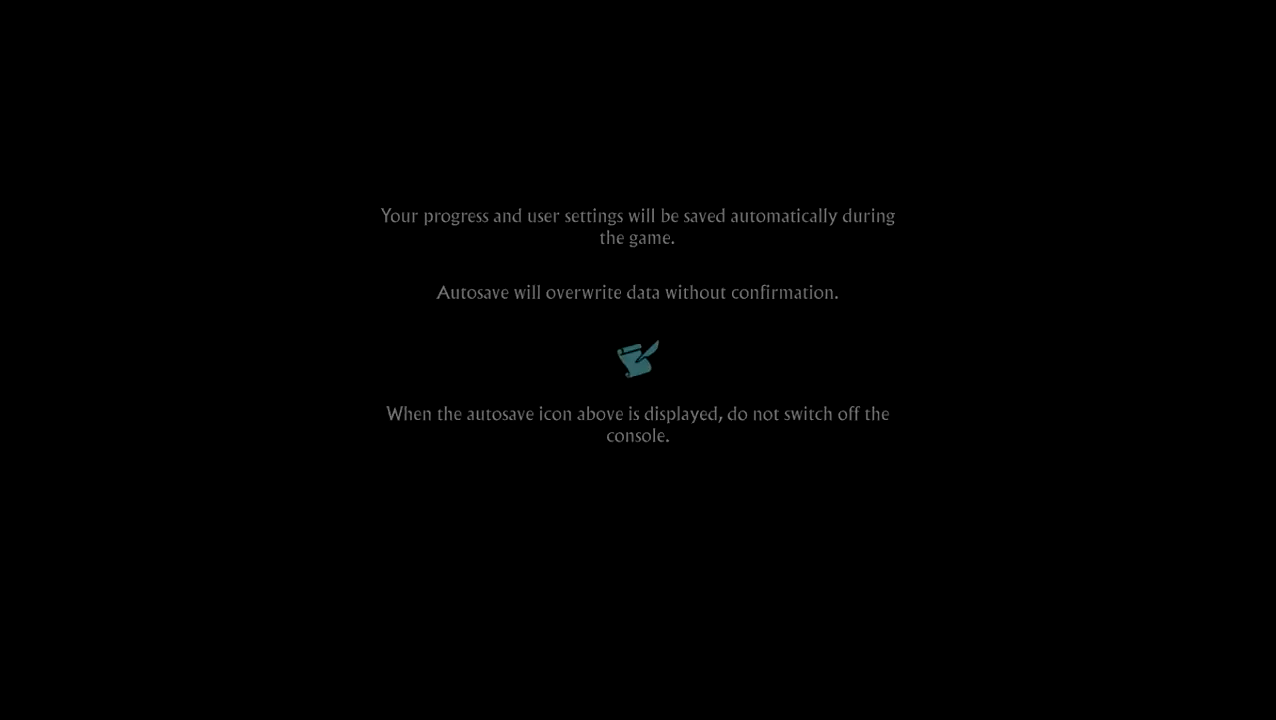 Your progress and user settings will be saved automatically during
the game.
Autosave will overwrite data without confirmation.
When the autosave icon above is displayed, do not switch off the
console.